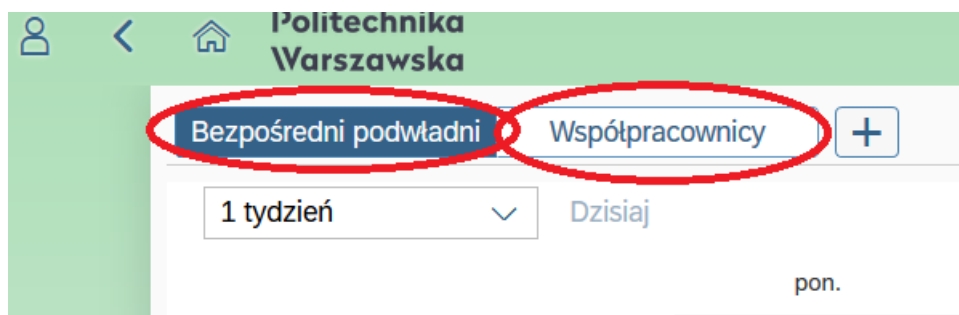 Politechnika
Warszawska
Bezpośredni podwładni Współpracownicy +
1 tydzień Dzisiaj
pon.